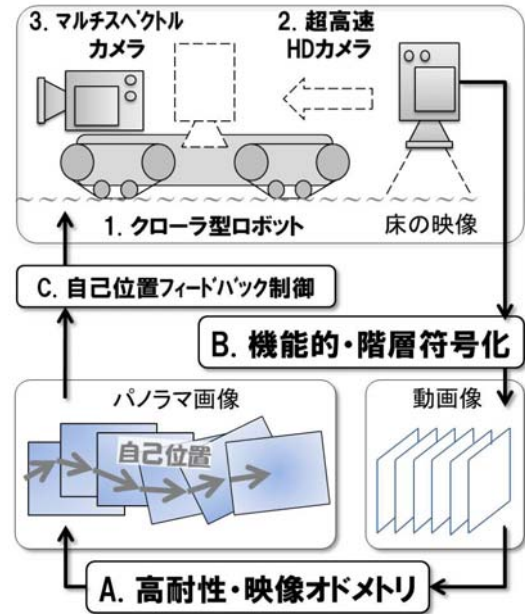 3. マルチスペクトル
カメラ
2. 超高速
HDカメラ
1. クローラ型ロボット
床の映像
C. 自己位置フィードバック制御
B. 機能的・階層符号化
パノラマ画像
動画像
自己位置
A. 高耐性・映像オドメトリ